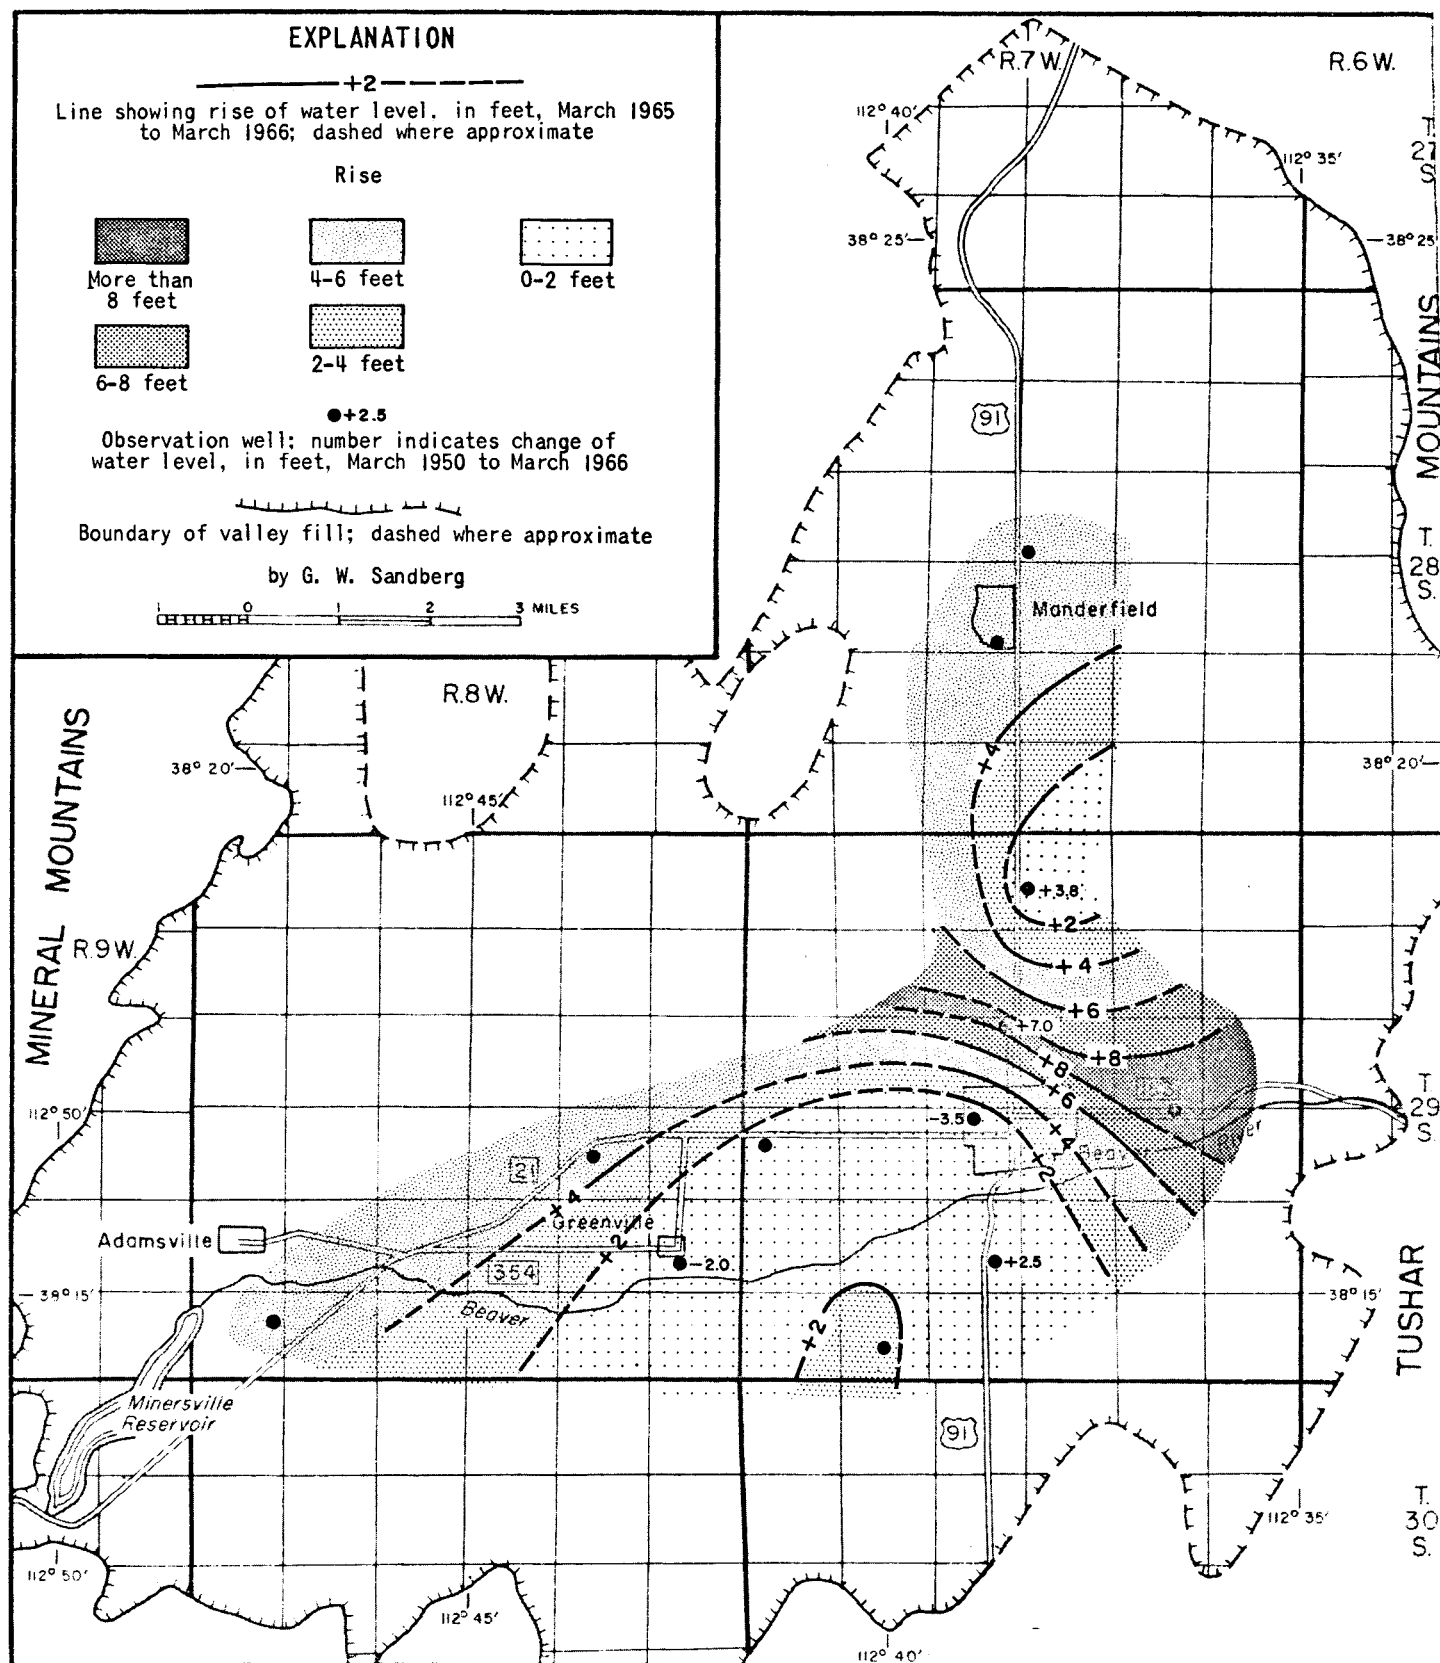 EXPLANATION
+2
Line showing rise of water level. in feet, March 1965
to March 1966; dashed where approximate
Rise
More than
8 feet
4-6 feet
0-2 feet
6-8 feet
2-4 feet
+2.5
Observation well; number indicates change of
water level, in feet, March 1950 to March 1966
Boundary of valley fill; dashed where approximate
by G. W. Sandberg
1 0 1 2 3 MILES
R.7W.
R.6W.
112° 40'
T.
27
S.
112° 35'
38° 25'
38° 25'
MOUNTAINS
91
T.
28
S.
Manderfield
R.8W.
MINERAL MOUNTAINS
38° 20'
+4
38° 20'
112° 45'
+3.8
+2
R.9W.
+4
+6
+7.0
+8
+8
+6
T.
29
S.
112° 50'
-3.5
+4
River
Beaver
21
+2
+4
Greenville
Adamsville
+2
-2.0
+2.5
354
38° 15'
38° 15'
Beaver
+2
TUSHAR
Minersville
Reservoir
91
T.
30
S.
112° 35'
112° 50'
112° 45'
112° 40'